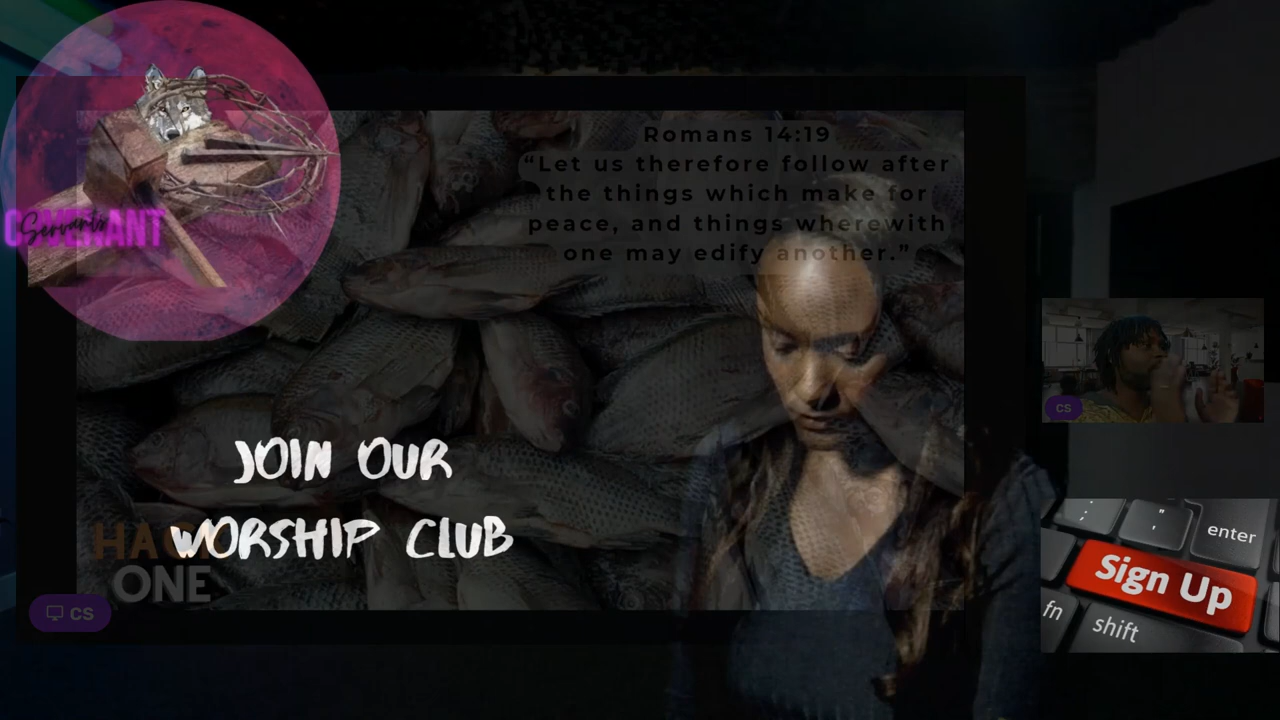 Romans 14:19
“Let us therefore follow after
the things which make for
peace, and things wherewith
one may edify another.”
COVENANT
Servants
CS
JOIN OUR
WORSHIP CLUB
ONE
CS
;
:
"
'
enter
Sign Up
fn
shift